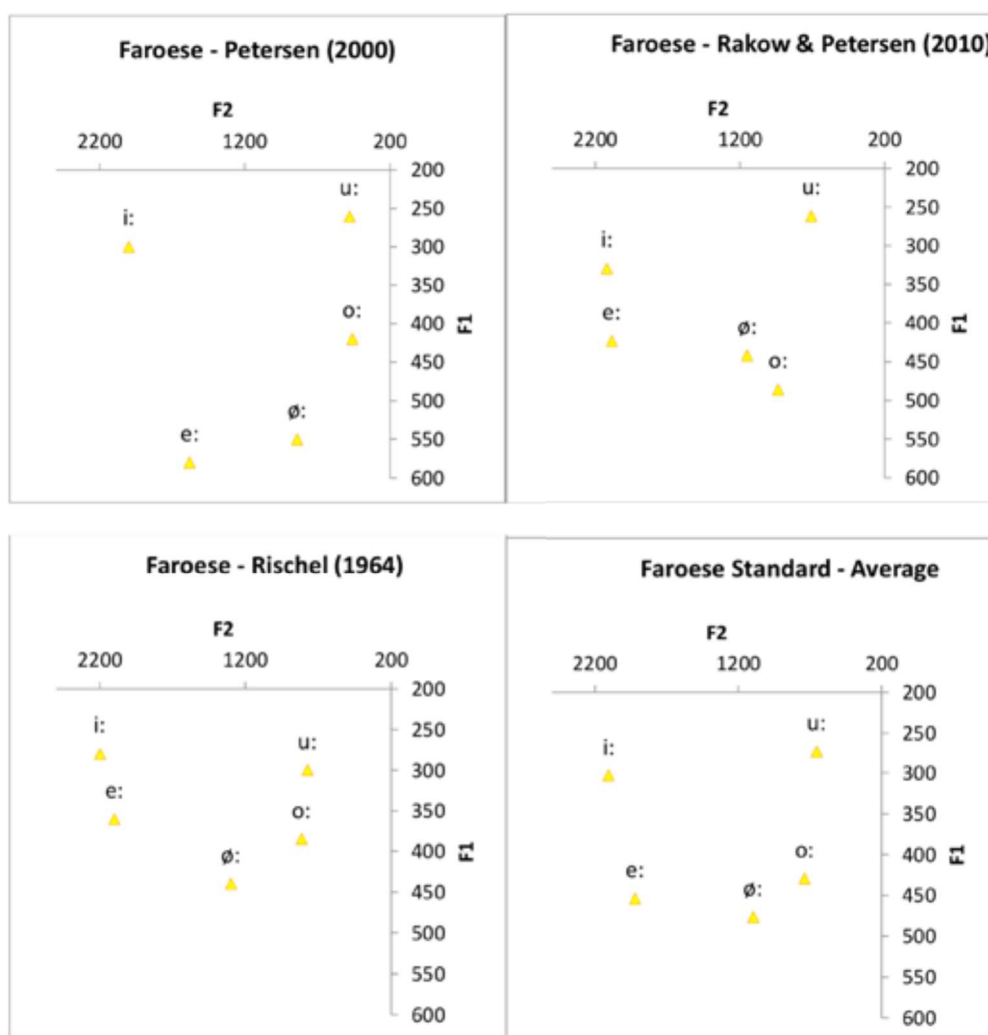 Faroese - Petersen (2000)
F2
2200 1200 200
200
u:
i:
250
300
350
o:
400
F1
450
ø:
500
e:
550
600
Faroese - Rakow & Petersen (2010)
F2
2200 1200 200
200
u:
250
i:
300
350
e:
ø:
400
F1
o:
450
500
550
600
Faroese - Rischel (1964)
F2
2200 1200 200
200
i:
250
u:
300
e:
o:
350
400
F1
ø:
450
500
550
600
Faroese Standard - Average
F2
2200 1200 200
200
u:
250
i:
300
350
o:
400
F1
e:
ø:
450
500
550
600